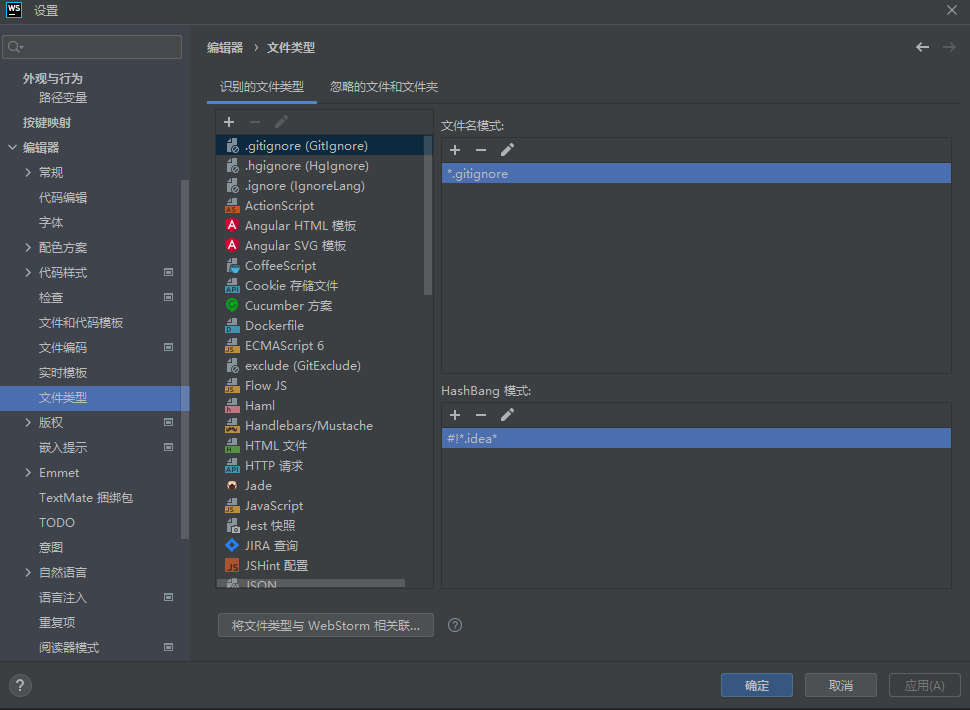 WS 设置
外观与行为
路径变量
按键映射
编辑器
常规
代码编辑
字体
配色方案
代码样式
检查
文件和代码模板
文件编码
实时模板
文件类型
版权
嵌入提示
Emmet
TextMate 捆绑包
TODO
意图
自然语言
语言注入
重复项
阅读器模式
编辑器 › 文件类型
识别的文件类型 忽略的文件和文件夹
.gitignore (GitIgnore)
.hgignore (HgIgnore)
.ignore (IgnoreLang)
ActionScript
Angular HTML 模板
Angular SVG 模板
CoffeeScript
Cookie 存储文件
Cucumber 方案
Dockerfile
ECMAScript 6
exclude (GitExclude)
Flow JS
Haml
Handlebars/Mustache
HTML 文件
HTTP 请求
Jade
JavaScript
Jest 快照
JIRA 查询
JSHint 配置
JSON
文件名模式:
*.gitignore
HashBang 模式:
#!*.idea*
将文件类型与 WebStorm 相关联... ?
? 确定 取消 应用(A)